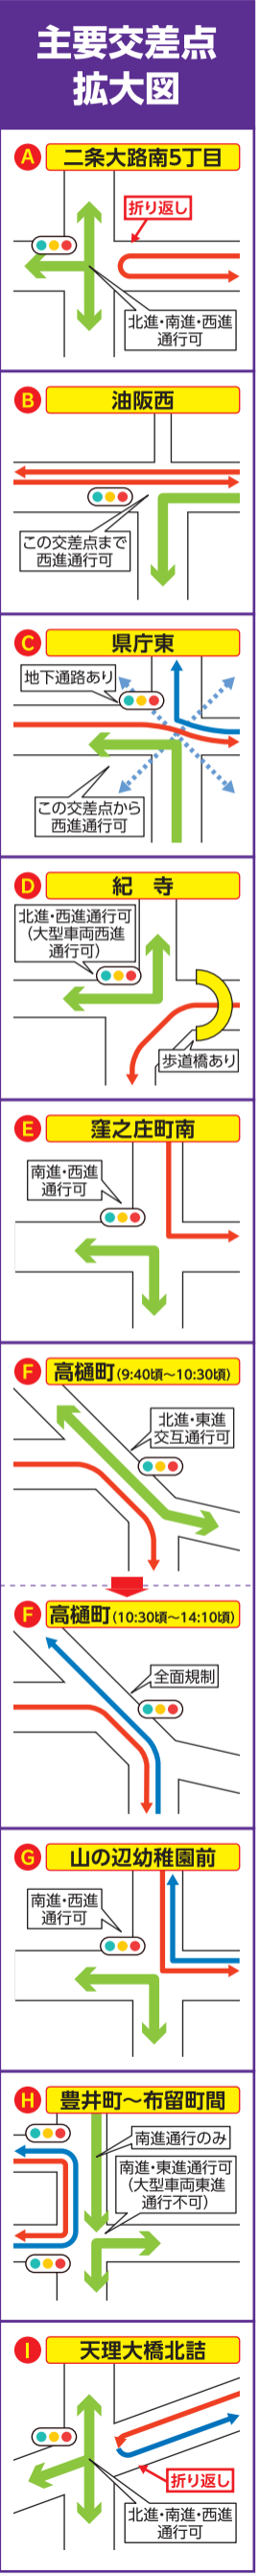 主要交差点
拡大図
A 二条大路南5丁目
折り返し
北進・南進・西進
通行可
B 油阪西
この交差点まで
西進通行可
C 県庁東
地下通路あり
この交差点から
西進通行可
D 紀 寺
北進・西進通行可
(大型車両西進
通行可)
歩道橋あり
E 窪之庄町南
南進・西進
通行可
F 高樋町(9:40頃〜10:30頃)
北進・東進
交互通行可
F 高樋町(10:30頃〜14:10頃)
全面規制
G 山の辺幼稚園前
南進・西進
通行可
H 豊井町〜布留町間
南進通行のみ
南進・東進通行可
(大型車両東進
通行不可)
I 天理大橋北詰
折り返し
北進・南進・西進
通行可